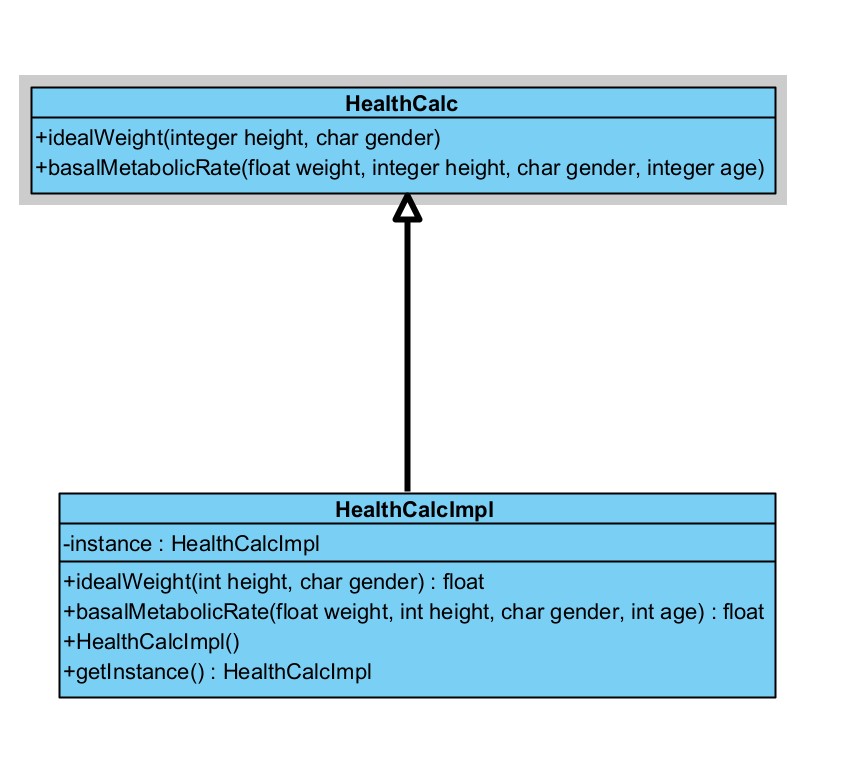 HealthCalc
+idealWeight(integer height, char gender)
+basalMetabolicRate(float weight, integer height, char gender, integer age)
HealthCalcImpl
-instance : HealthCalcImpl
+idealWeight(int height, char gender) : float
+basalMetabolicRate(float weight, int height, char gender, int age) : float
+HealthCalcImpl()
+getInstance() : HealthCalcImpl